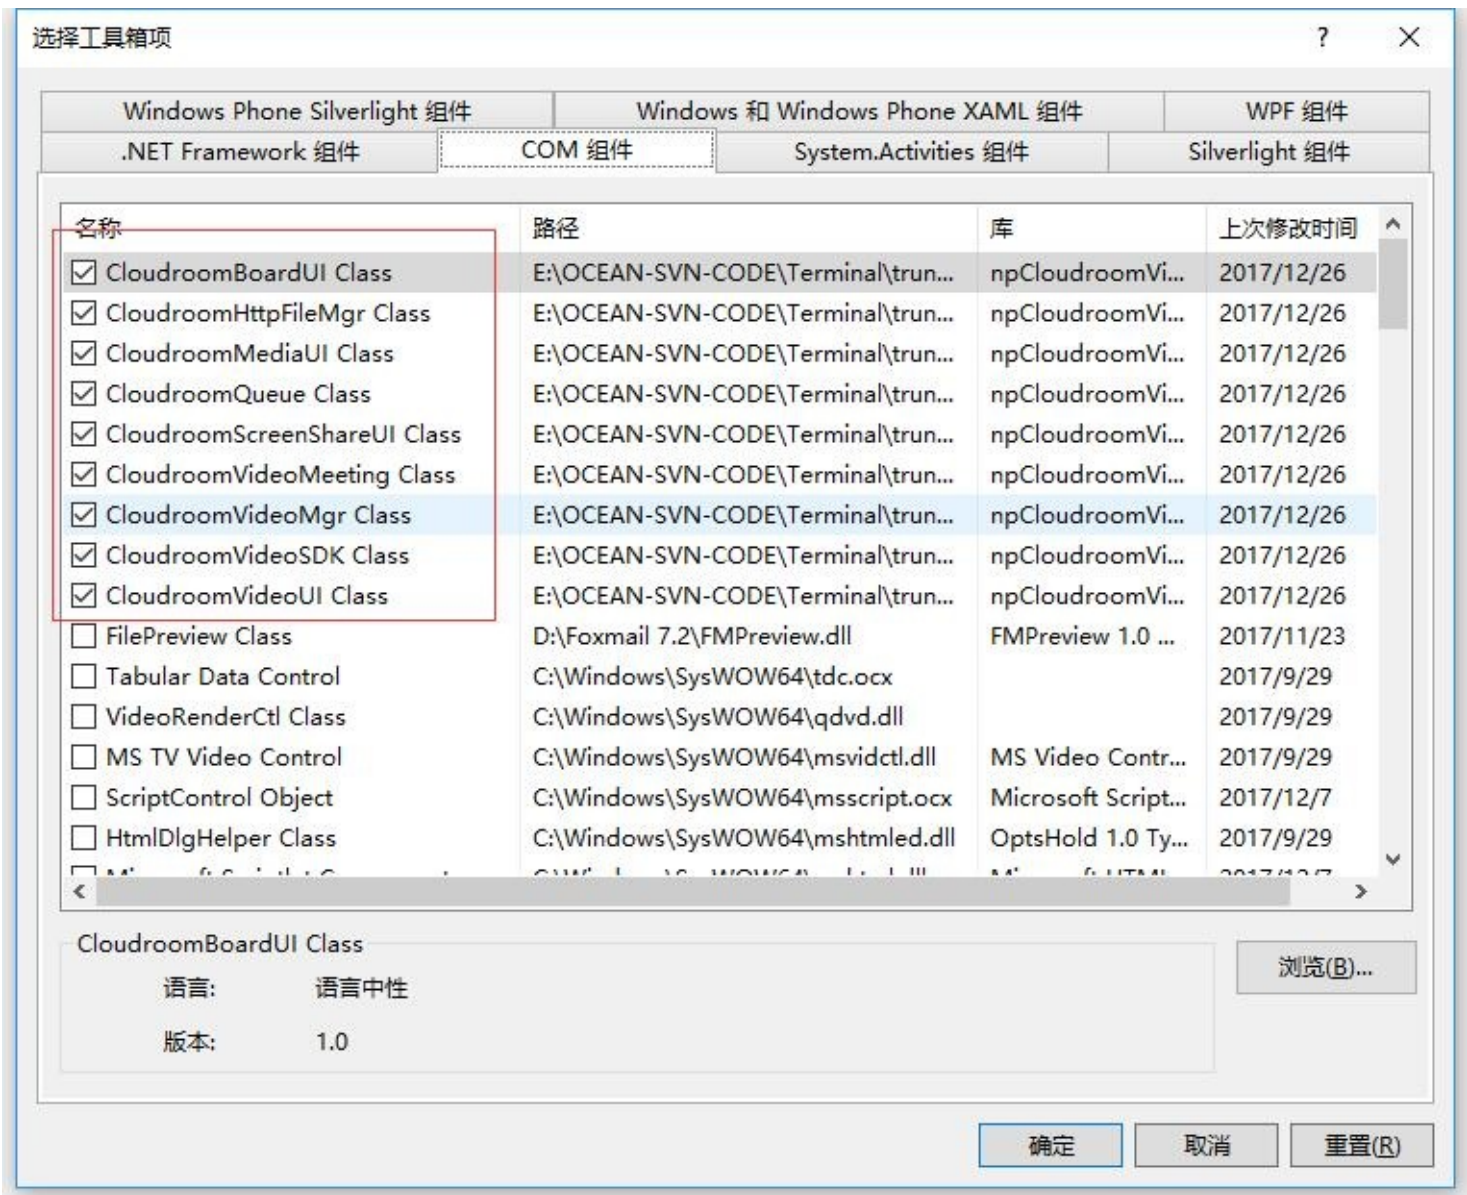 选择工具箱项 ?
Windows Phone Silverlight 组件 Windows 和 Windows Phone XAML 组件 WPF 组件
.NET Framework 组件 COM 组件 System.Activities 组件 Silverlight 组件
名称 路径 库 上次修改时间
CloudroomBoardUI Class E:\OCEAN-SVN-CODE\Terminal\trun... npCloudroomVi... 2017/12/26
CloudroomHttpFileMgr Class E:\OCEAN-SVN-CODE\Terminal\trun... npCloudroomVi... 2017/12/26
CloudroomMediaUI Class E:\OCEAN-SVN-CODE\Terminal\trun... npCloudroomVi... 2017/12/26
CloudroomQueue Class E:\OCEAN-SVN-CODE\Terminal\trun... npCloudroomVi... 2017/12/26
CloudroomScreenShareUI Class E:\OCEAN-SVN-CODE\Terminal\trun... npCloudroomVi... 2017/12/26
CloudroomVideoMeeting Class E:\OCEAN-SVN-CODE\Terminal\trun... npCloudroomVi... 2017/12/26
CloudroomVideoMgr Class E:\OCEAN-SVN-CODE\Terminal\trun... npCloudroomVi... 2017/12/26
CloudroomVideoSDK Class E:\OCEAN-SVN-CODE\Terminal\trun... npCloudroomVi... 2017/12/26
CloudroomVideoUI Class E:\OCEAN-SVN-CODE\Terminal\trun... npCloudroomVi... 2017/12/26
FilePreview Class D:\Foxmail 7.2\FMPreview.dll FMPreview 1.0 ... 2017/11/23
Tabular Data Control C:\Windows\SysWOW64\tdc.ocx 2017/9/29
VideoRenderCtl Class C:\Windows\SysWOW64\qdvd.dll 2017/9/29
MS TV Video Control C:\Windows\SysWOW64\msvidctl.dll MS Video Contr... 2017/9/29
ScriptControl Object C:\Windows\SysWOW64\msscript.ocx Microsoft Script... 2017/12/7
HtmlDlgHelper Class C:\Windows\SysWOW64\mshtmled.dll OptsHold 1.0 Ty... 2017/9/29
CloudroomBoardUI Class
浏览(B)...
语言: 语言中性
版本: 1.0
确定 取消 重置(R)